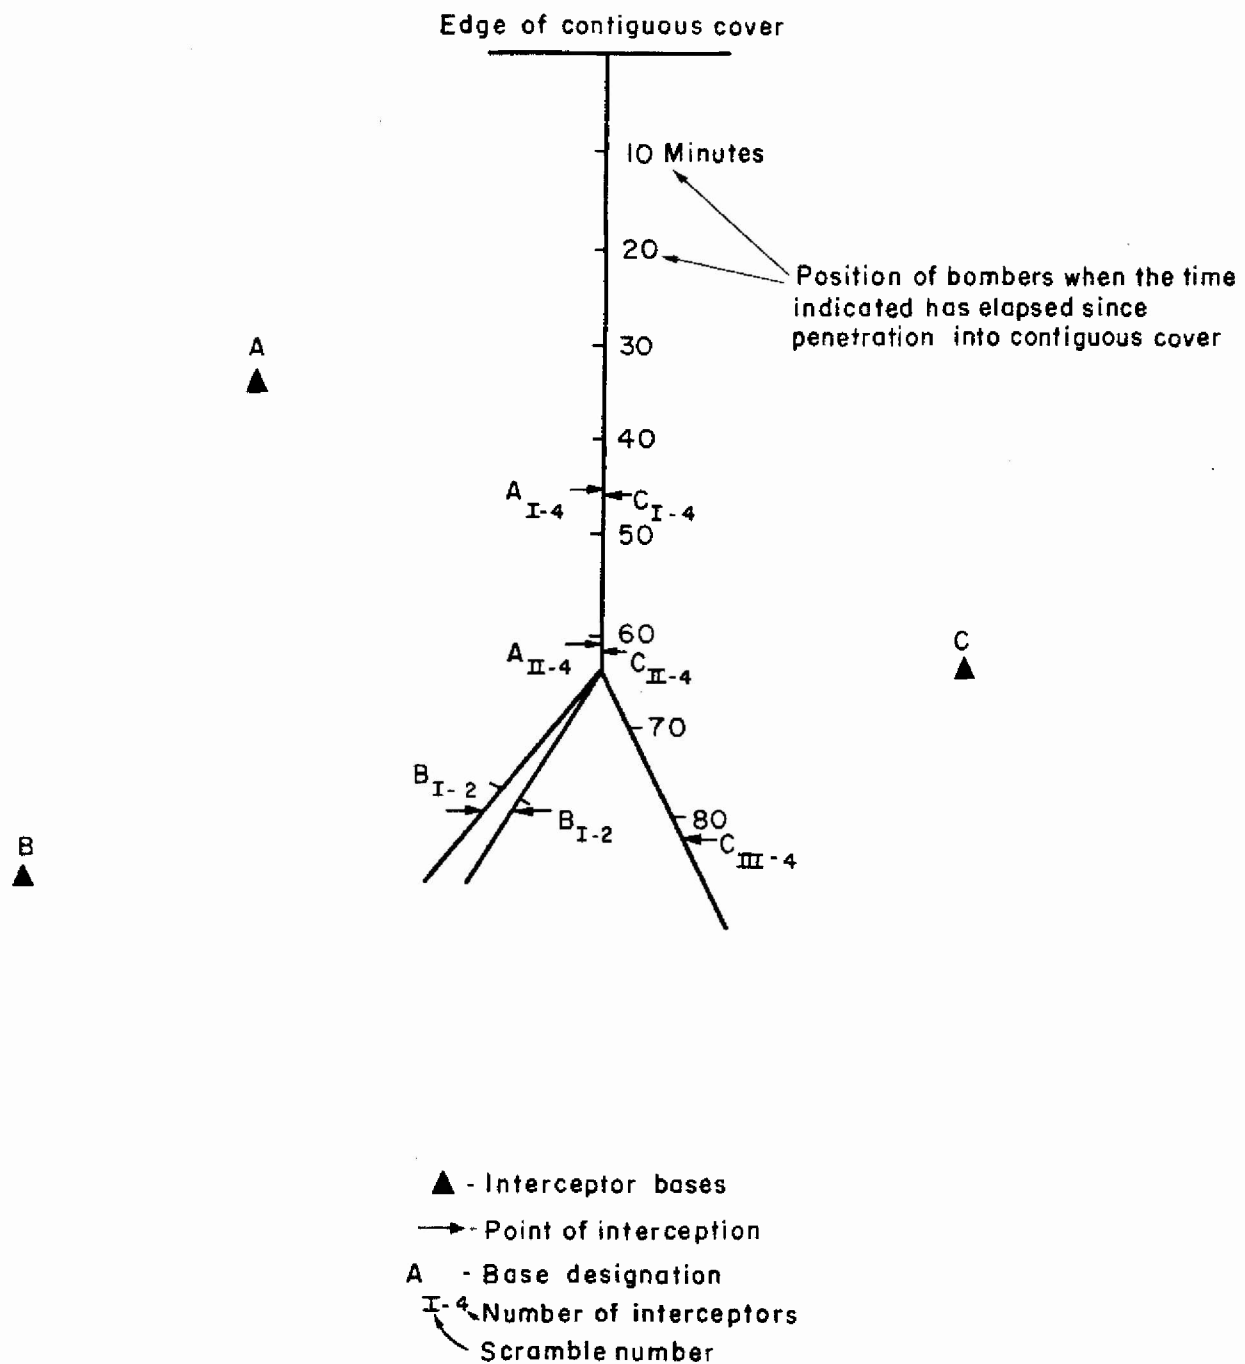 Edge of contiguous cover
10 Minutes
20
Position of bombers when the time
indicated has elapsed since
penetration into contiguous cover
A
30
40
A I-4
C I-4
50
60
A II-4
C II-4
C
70
B I-2
B I-2
80
C III-4
B
- Interceptor bases
- Point of interception
A - Base designation
I-4 Number of interceptors
Scramble number